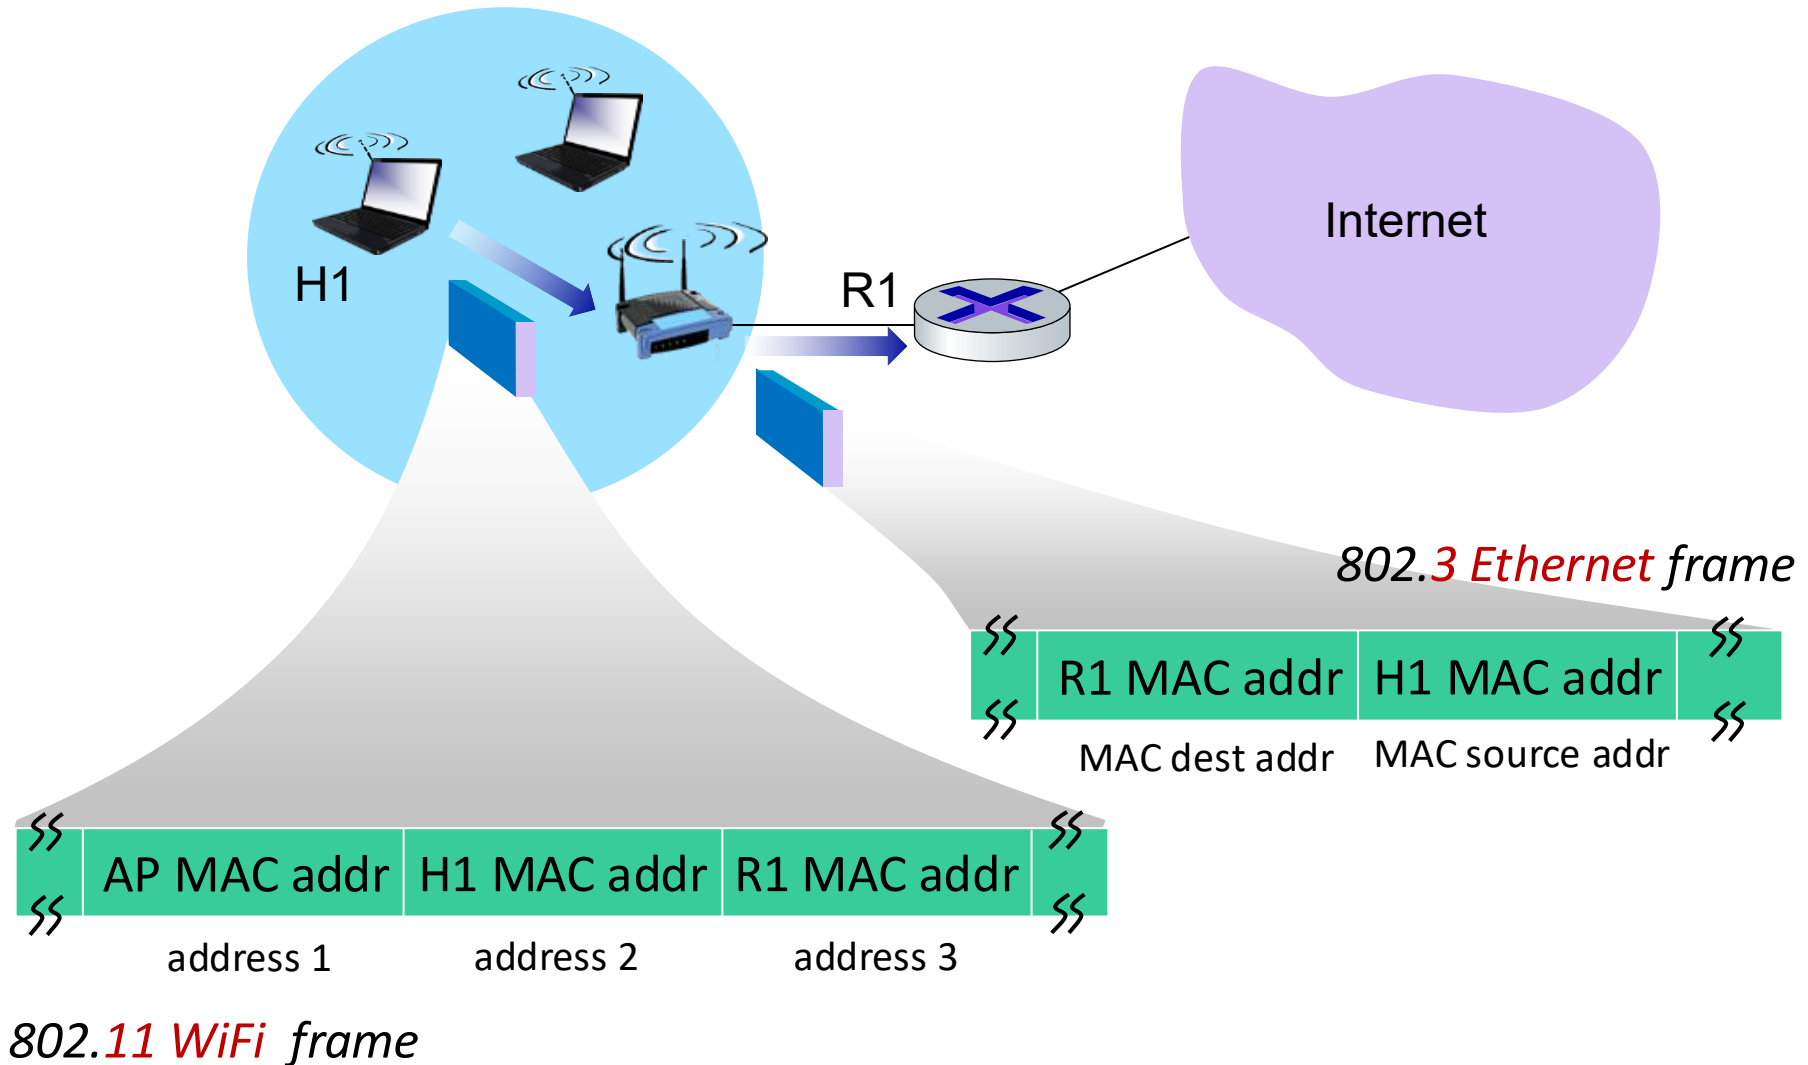 H1
R1
Internet
802.3 Ethernet frame
R1 MAC addr
H1 MAC addr
MAC dest addr
MAC source addr
AP MAC addr
H1 MAC addr
R1 MAC addr
address 1
address 2
address 3
802.11 WiFi frame